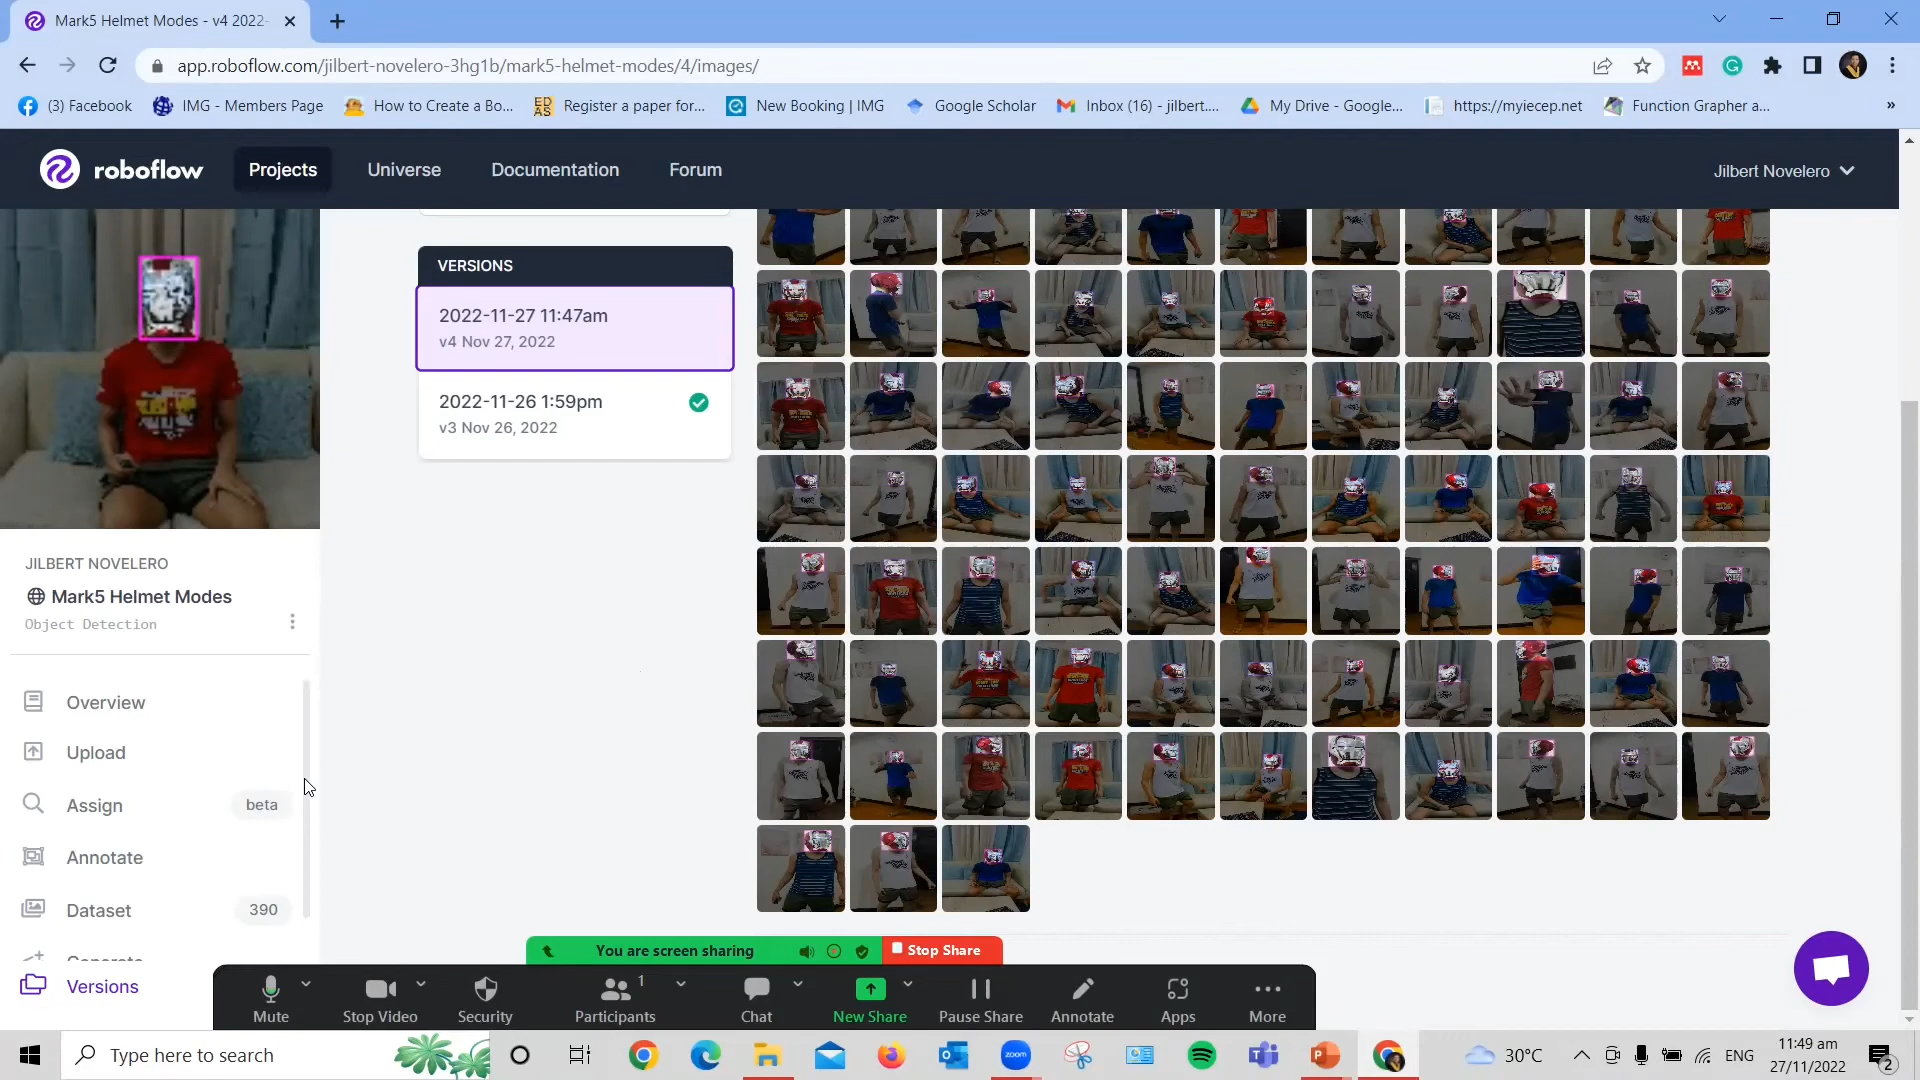 Mark5 Helmet Modes - v4 2022-
app.roboflow.com/jilbert-novelero-3hg1b/mark5-helmet-modes/4/images/
(3) Facebook
IMG - Members Page
How to Create a Bo...
EDAS
Register a paper for...
New Booking | IMG
Google Scholar
Inbox (16) - jilbert....
My Drive - Google...
https://myiecep.net
Function Grapher a...
»
roboflow
Projects
Universe
Documentation
Forum
Jilbert Novelero
VERSIONS
2022-11-27 11:47am
v4 Nov 27, 2022
2022-11-26 1:59pm
v3 Nov 26, 2022
JILBERT NOVELERO
Mark5 Helmet Modes
Object Detection
Overview
Upload
Assign beta
Annotate
Dataset 390
Generate
Versions
You are screen sharing
Stop Share
Mute
Stop Video
Security
Participants 1
Chat
New Share
Pause Share
Annotate
Apps
More
Type here to search
zoom
30°C
ENG
11:49 am
27/11/2022
2